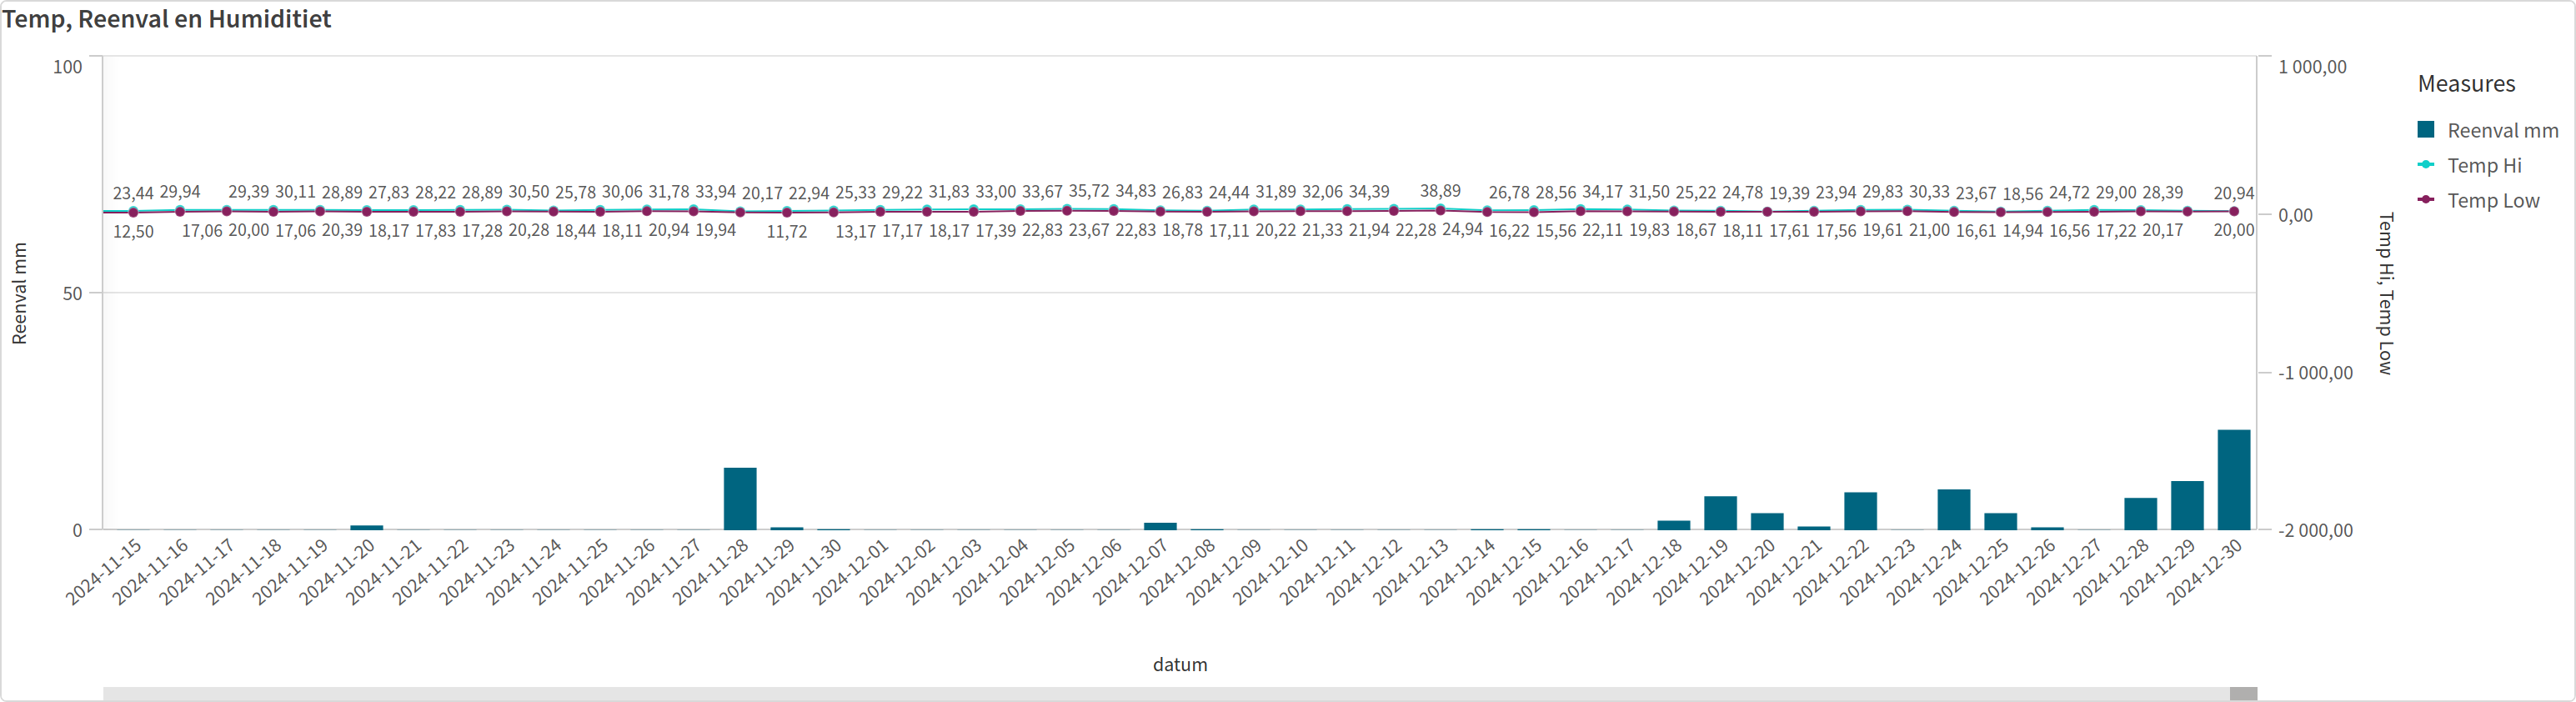 Temp, Reenval en Humiditiet
100
50
0
Reenval mm
23,44 29,94 29,39 30,11 28,89 27,83 28,22 28,89 30,50 25,78 30,06 31,78 33,94 20,17 22,94 25,33 29,22 31,83 33,00 33,67 35,72 34,83 26,83 24,44 31,89 32,06 34,39 38,89 26,78 28,56 34,17 31,50 25,22 24,78 19,39 23,94 29,83 30,33 23,67 18,56 24,72 29,00 28,39 20,94
12,50 17,06 20,00 17,06 20,39 18,17 17,83 17,28 20,28 18,44 18,11 20,94 19,94 11,72 13,17 17,17 18,17 17,39 22,83 23,67 22,83 18,78 17,11 20,22 21,33 21,94 22,28 24,94 16,22 15,56 22,11 19,83 18,67 18,11 17,61 17,56 19,61 21,00 16,61 14,94 16,56 17,22 20,17 20,00
1 000,00
0,00
-1 000,00
-2 000,00
Temp Hi, Temp Low
2024-11-15 2024-11-16 2024-11-17 2024-11-18 2024-11-19 2024-11-20 2024-11-21 2024-11-22 2024-11-23 2024-11-24 2024-11-25 2024-11-26 2024-11-27 2024-11-28 2024-11-29 2024-11-30 2024-12-01 2024-12-02 2024-12-03 2024-12-04 2024-12-05 2024-12-06 2024-12-07 2024-12-08 2024-12-09 2024-12-10 2024-12-11 2024-12-12 2024-12-13 2024-12-14 2024-12-15 2024-12-16 2024-12-17 2024-12-18 2024-12-19 2024-12-20 2024-12-21 2024-12-22 2024-12-23 2024-12-24 2024-12-25 2024-12-26 2024-12-27 2024-12-28 2024-12-29 2024-12-30
datum
Measures
Reenval mm
Temp Hi
Temp Low